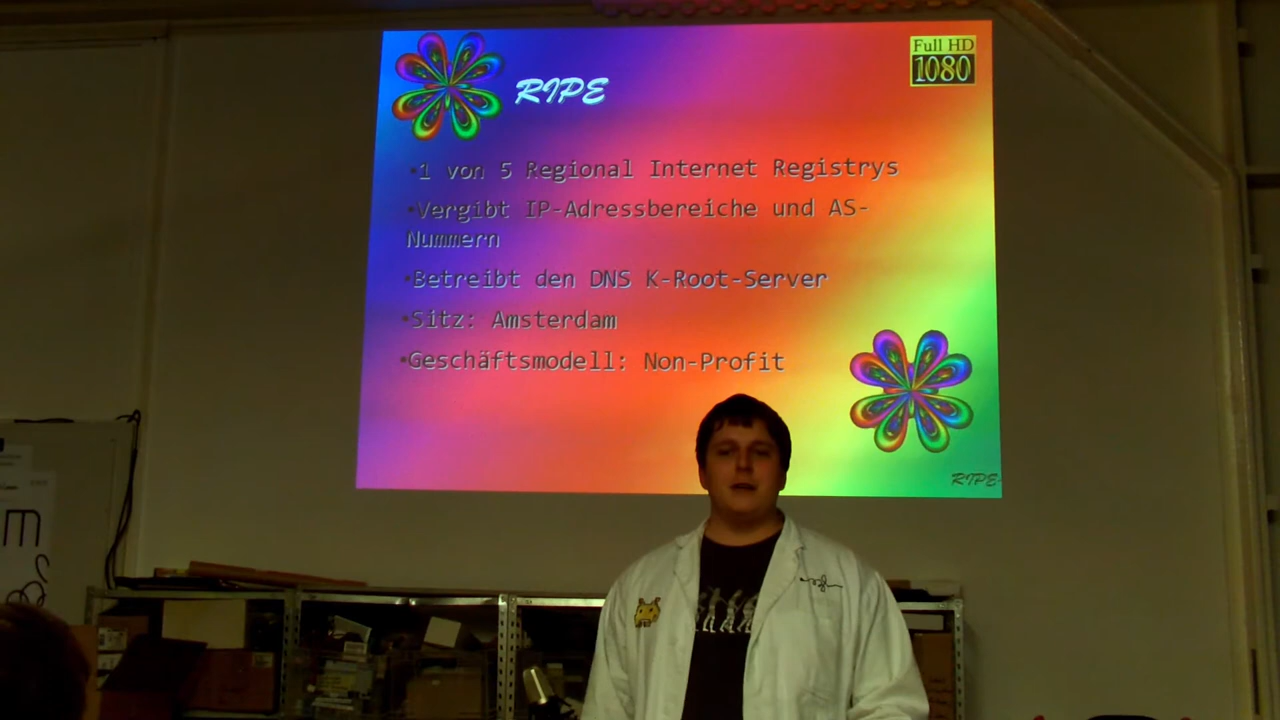 Full HD
1080
RIPE
•1 von 5 Regional Internet Registrys
•Vergibt IP-Adressbereiche und AS-
Nummern
•Betreibt den DNS K-Root-Server
•Sitz: Amsterdam
•Geschäftsmodell: Non-Profit
RIPE